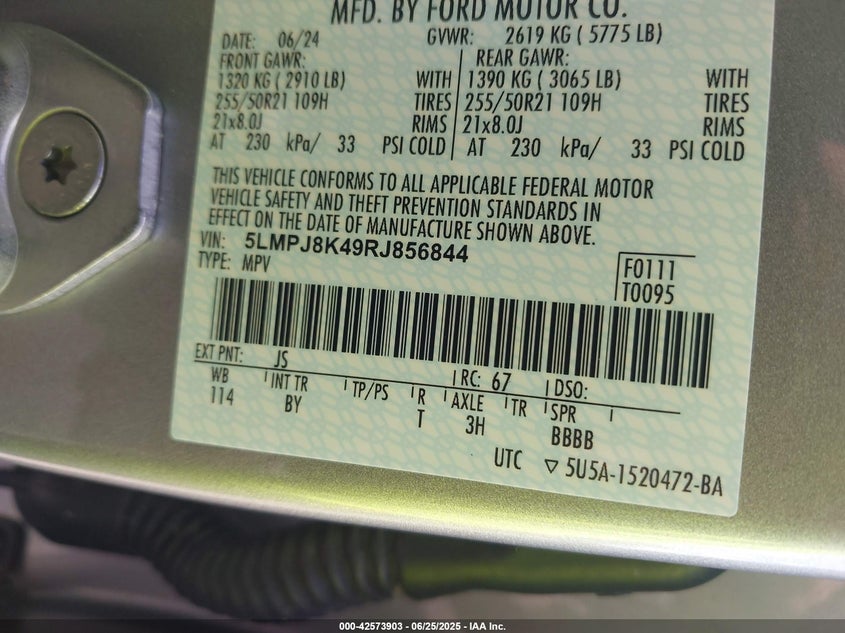 MFD. BY FORD MOTOR CO.
DATE: 06/24 GVWR: 2619 KG ( 5775 LB)
FRONT GAWR: REAR GAWR:
1320 KG ( 2910 LB) WITH 1390 KG ( 3065 LB) WITH
255/50R21 109H TIRES 255/50R21 109H TIRES
21x8.0J RIMS 21x8.0J RIMS
AT 230 kPa/ 33 PSI COLD AT 230 kPa/ 33 PSI COLD
THIS VEHICLE CONFORMS TO ALL APPLICABLE FEDERAL MOTOR
VEHICLE SAFETY AND THEFT PREVENTION STANDARDS IN
EFFECT ON THE DATE OF MANUFACTURE SHOWN ABOVE.
VIN: 5LMPJ8K49RJ856844
TYPE: MPV
F0111
T0095
EXT PNT: JS RC: 67 DSO:
WB INT TR TP/PS R AXLE TR SPR
114 BY T 3H BBBB
UTC ▽ 5U5A-1520472-BA
000-42573903 - 06/25/2025 - IAA Inc.